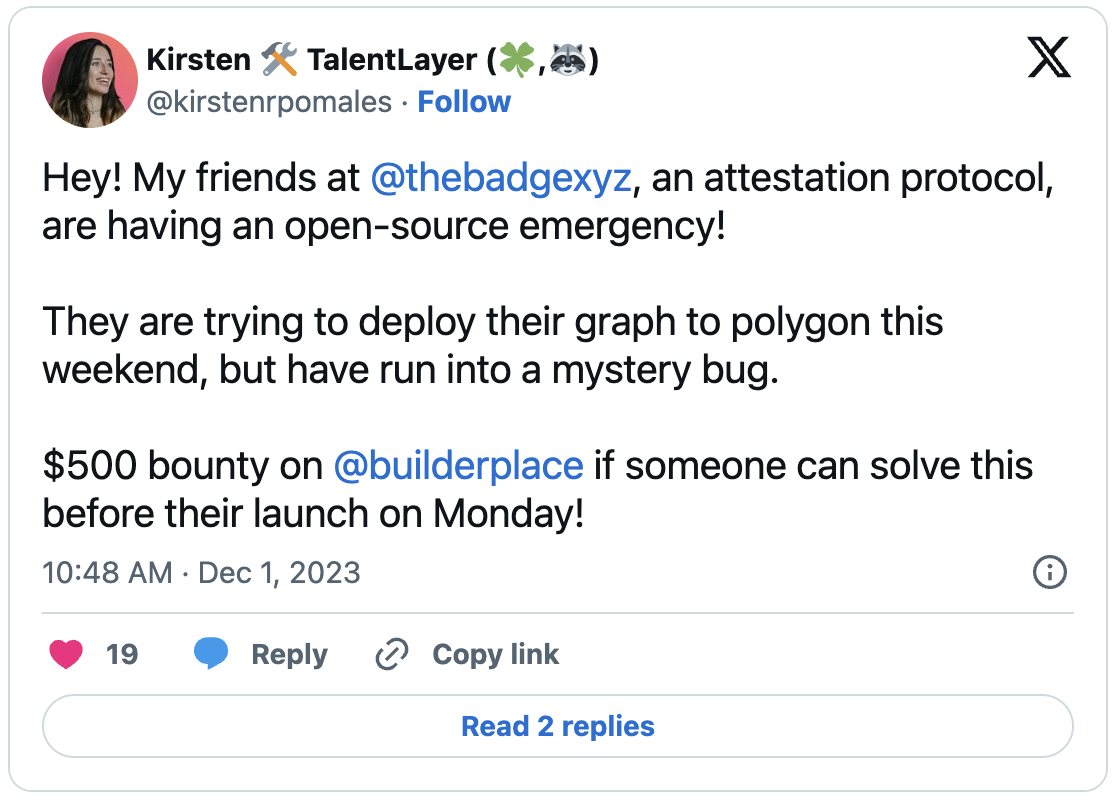 Kirsten 🛠️ TalentLayer (🍀,🦝)
@kirstenrpomales · Follow
Hey! My friends at @thebadgexyz, an attestation protocol,
are having an open-source emergency!
They are trying to deploy their graph to polygon this
weekend, but have run into a mystery bug.
$500 bounty on @builderplace if someone can solve this
before their launch on Monday!
10:48 AM · Dec 1, 2023
19 Reply Copy link
Read 2 replies